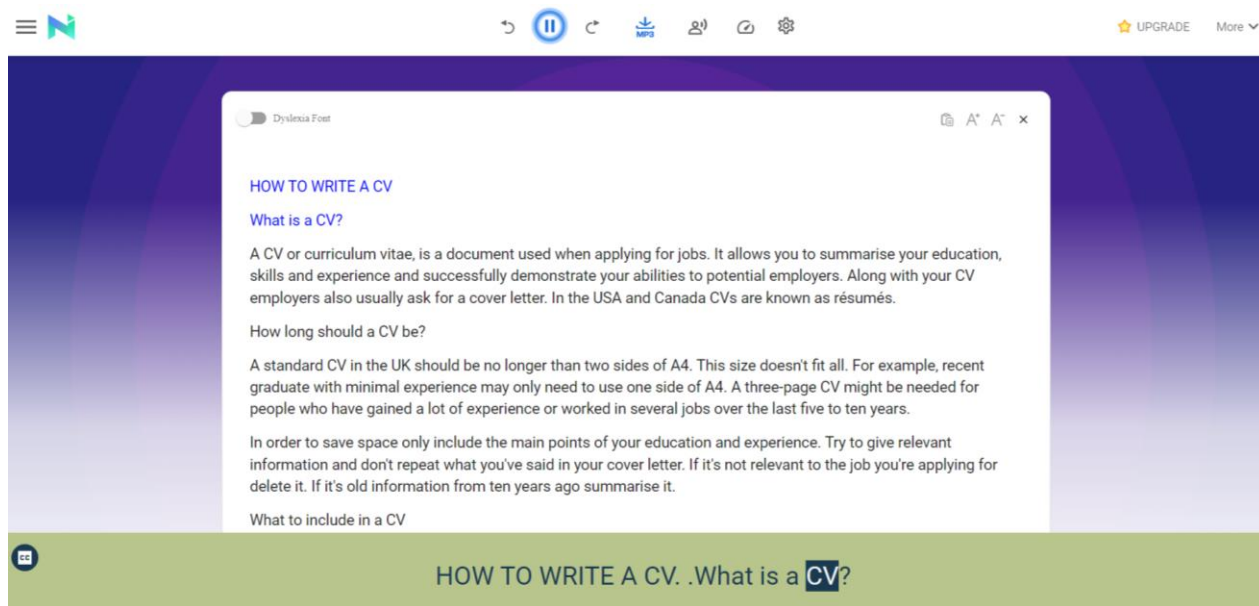 MP3
UPGRADE
More
Dyslexia Font
A+ A- ×
HOW TO WRITE A CV
What is a CV?
A CV or curriculum vitae, is a document used when applying for jobs. It allows you to summarise your education,
skills and experience and successfully demonstrate your abilities to potential employers. Along with your CV
employers also usually ask for a cover letter. In the USA and Canada CVs are known as résumés.
How long should a CV be?
A standard CV in the UK should be no longer than two sides of A4. This size doesn't fit all. For example, recent
graduate with minimal experience may only need to use one side of A4. A three-page CV might be needed for
people who have gained a lot of experience or worked in several jobs over the last five to ten years.
In order to save space only include the main points of your education and experience. Try to give relevant
information and don't repeat what you've said in your cover letter. If it's not relevant to the job you're applying for
delete it. If it's old information from ten years ago summarise it.
What to include in a CV
CC
HOW TO WRITE A CV. .What is a CV?